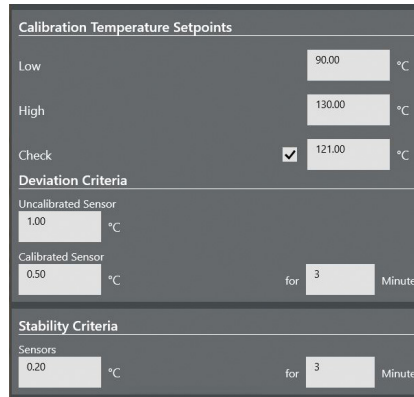 Calibration Temperature Setpoints
Low 90.00 °C
High 130.00 °C
Check 121.00 °C
Deviation Criteria
Uncalibrated Sensor
1.00 °C
Calibrated Sensor
0.50 °C for 3 Minute
Stability Criteria
Sensors
0.20 °C for 3 Minute